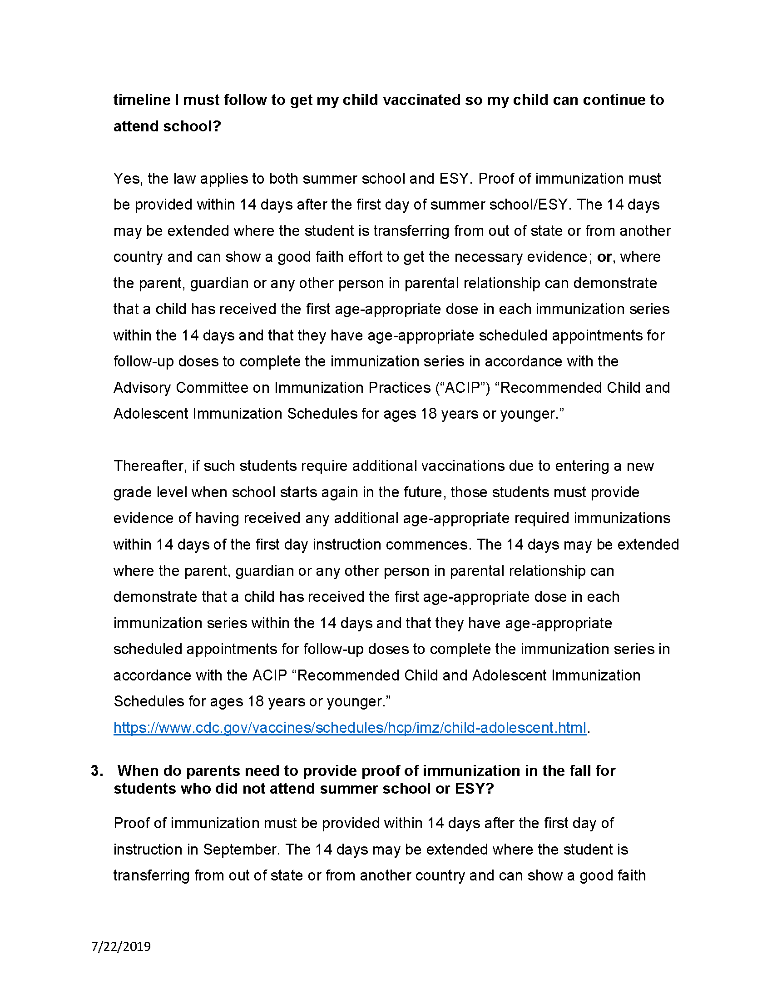 timeline I must follow to get my child vaccinated so my child can continue to
attend school?
Yes, the law applies to both summer school and ESY. Proof of immunization must
be provided within 14 days after the first day of summer school/ESY. The 14 days
may be extended where the student is transferring from out of state or from another
country and can show a good faith effort to get the necessary evidence; or, where
the parent, guardian or any other person in parental relationship can demonstrate
that a child has received the first age-appropriate dose in each immunization series
within the 14 days and that they have age-appropriate scheduled appointments for
follow-up doses to complete the immunization series in accordance with the
Advisory Committee on Immunization Practices (“ACIP”) “Recommended Child and
Adolescent Immunization Schedules for ages 18 years or younger.”
Thereafter, if such students require additional vaccinations due to entering a new
grade level when school starts again in the future, those students must provide
evidence of having received any additional age-appropriate required immunizations
within 14 days of the first day instruction commences. The 14 days may be extended
where the parent, guardian or any other person in parental relationship can
demonstrate that a child has received the first age-appropriate dose in each
immunization series within the 14 days and that they have age-appropriate
scheduled appointments for follow-up doses to complete the immunization series in
accordance with the ACIP “Recommended Child and Adolescent Immunization
Schedules for ages 18 years or younger.”
https://www.cdc.gov/vaccines/schedules/hcp/imz/child-adolescent.html.
3. When do parents need to provide proof of immunization in the fall for
students who did not attend summer school or ESY?
Proof of immunization must be provided within 14 days after the first day of
instruction in September. The 14 days may be extended where the student is
transferring from out of state or from another country and can show a good faith
7/22/2019